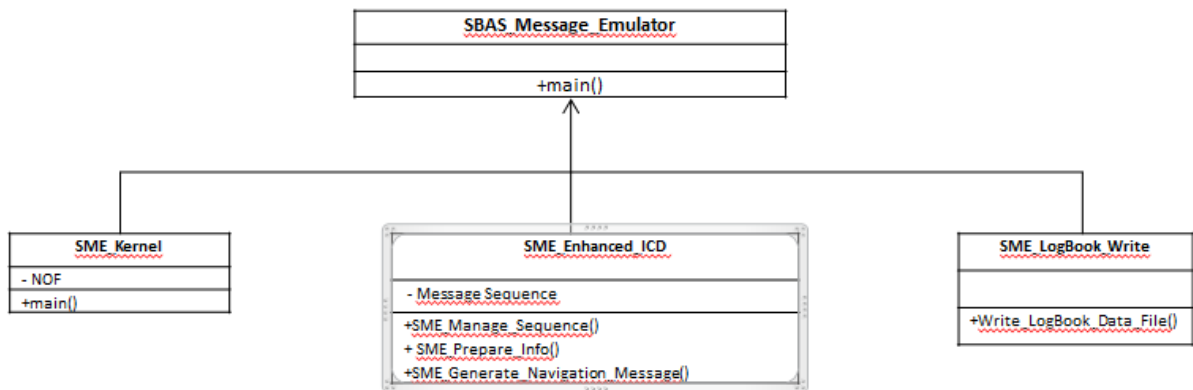 SBAS_Message_Emulator
+main()
SME_Kernel
- NOF
+main()
SME_Enhanced_ICD
- Message Sequence
+SME_Manage_Sequence()
+ SME_Prepare_Info()
+SME_Generate_Navigation_Message()
SME_LogBook_Write
+Write_LogBook_Data_File()